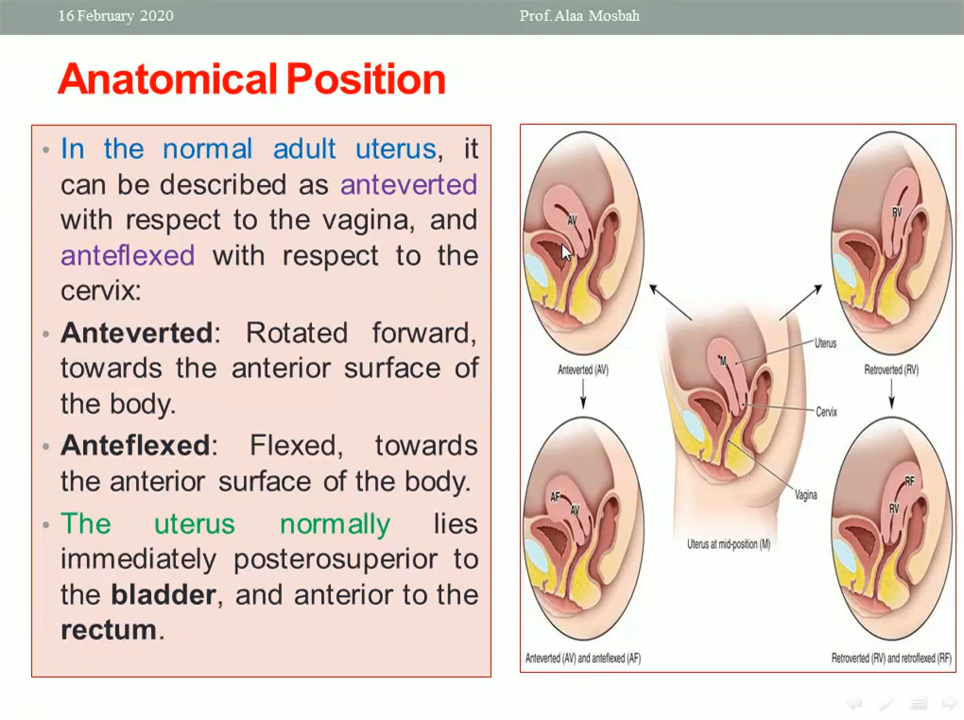 16 February 2020
Prof. Alaa Mosbah
Anatomical Position
• In the normal adult uterus, it
can be described as anteverted
with respect to the vagina, and
anteflexed with respect to the
cervix:
• Anteverted: Rotated forward,
towards the anterior surface of
the body.
• Anteflexed: Flexed, towards
the anterior surface of the body.
• The uterus normally lies
immediately posterosuperior to
the bladder, and anterior to the
rectum.
AV
Anteverted (AV)
RV
Retroverted (RV)
M
Uterus
Cervix
Vagina
Uterus at mid-position (M)
AF
AV
Anteverted (AV) and anteflexed (AF)
RF
RV
Retroverted (RV) and retroflexed (RF)